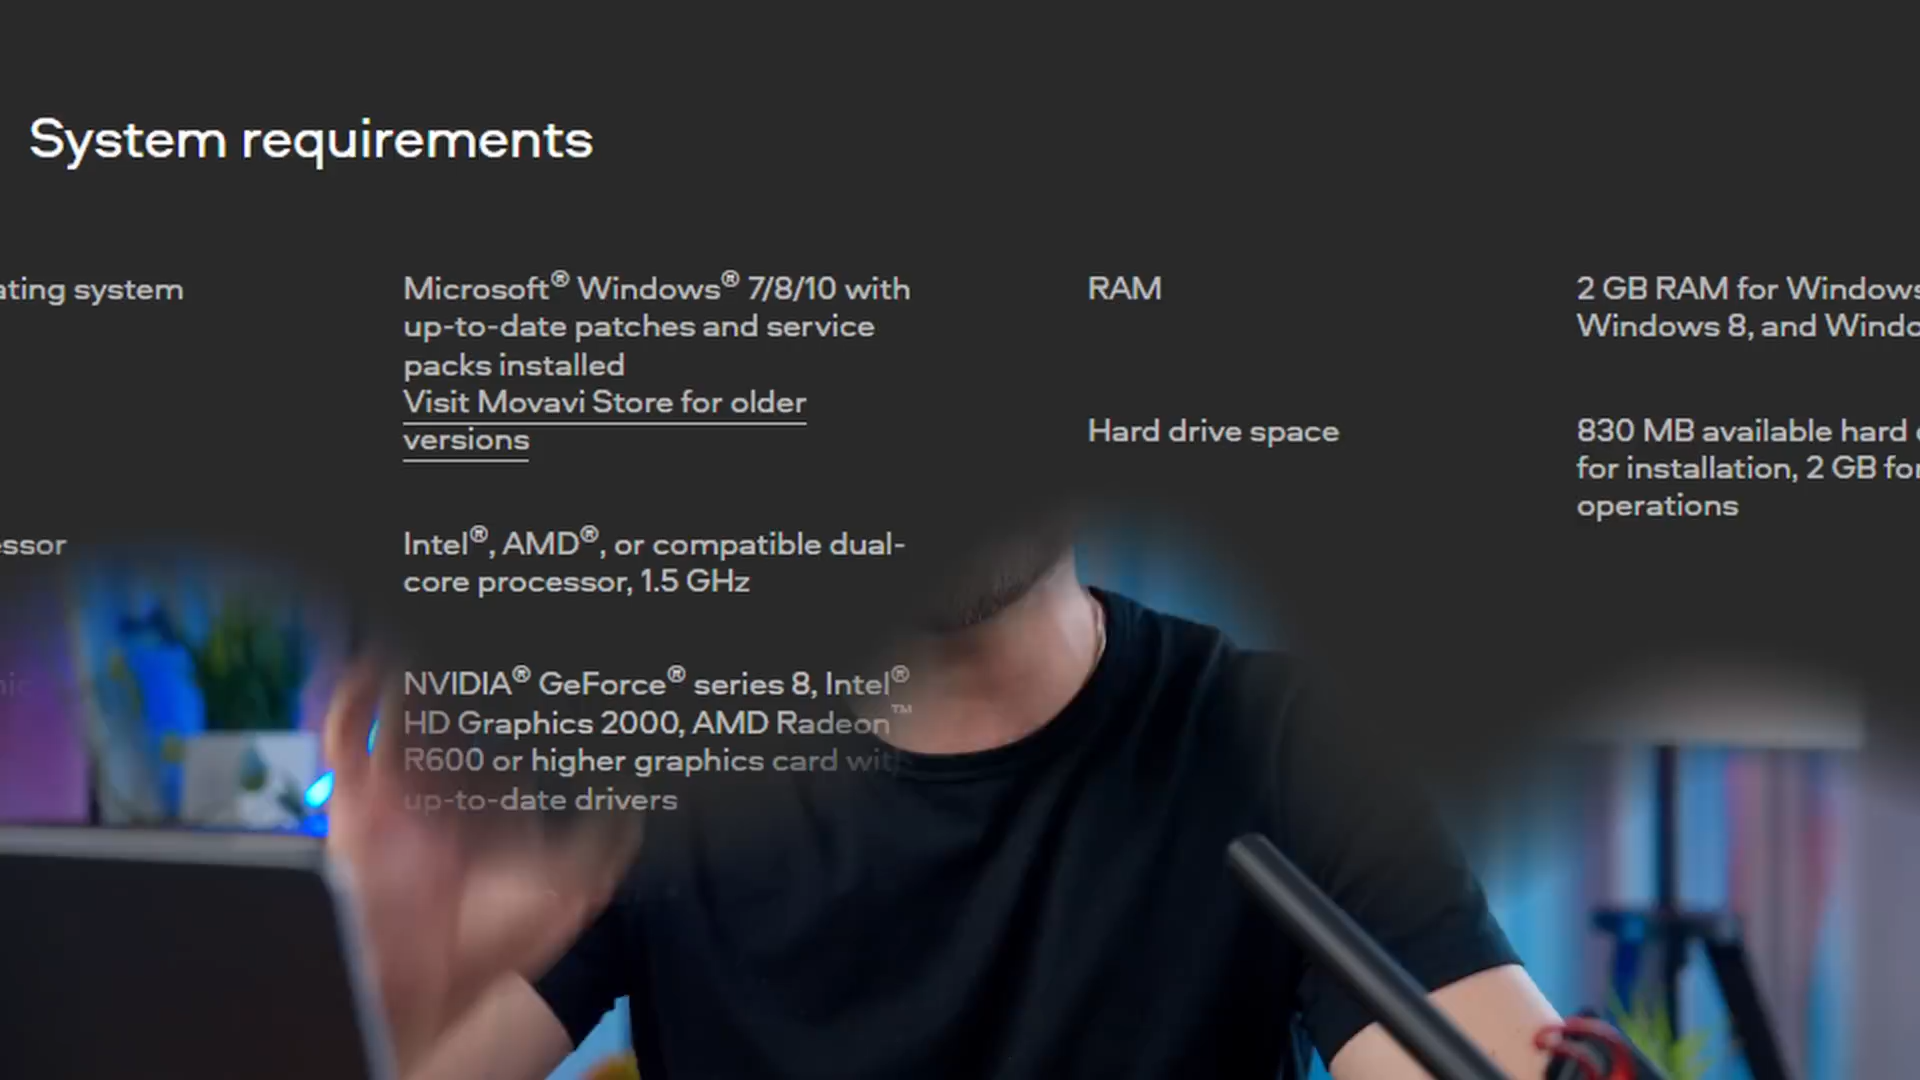 System requirements
ating system
Microsoft® Windows® 7/8/10 with
up-to-date patches and service
packs installed
Visit Movavi Store for older
versions
essor
Intel®, AMD®, or compatible dual-
core processor, 1.5 GHz
NVIDIA® GeForce® series 8, Intel®
HD Graphics 2000, AMD Radeon™
R600 or higher graphics card with
up-to-date drivers
RAM
2 GB RAM for Windows
Windows 8, and Windo
Hard drive space
830 MB available hard
for installation, 2 GB for
operations